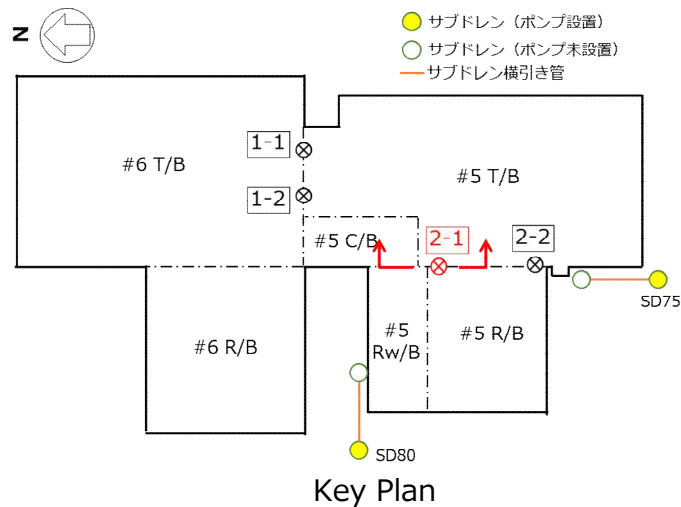 N
サブドレン（ポンプ設置）
サブドレン（ポンプ未設置）
サブドレン横引き管
1-1
#6 T/B
1-2
#5 T/B
#5 C/B
2-1
2-2
SD75
#6 R/B
#5
Rw/B
#5 R/B
SD80
Key Plan